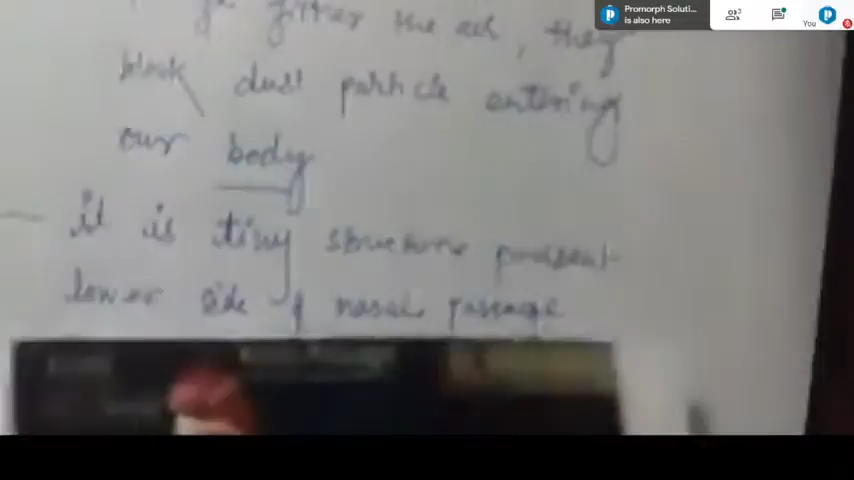 Promorph Soluti...
is also here
You
filter the air, they
block dust particle entering
our body
it is tiny structure present
lower side of nasal passage